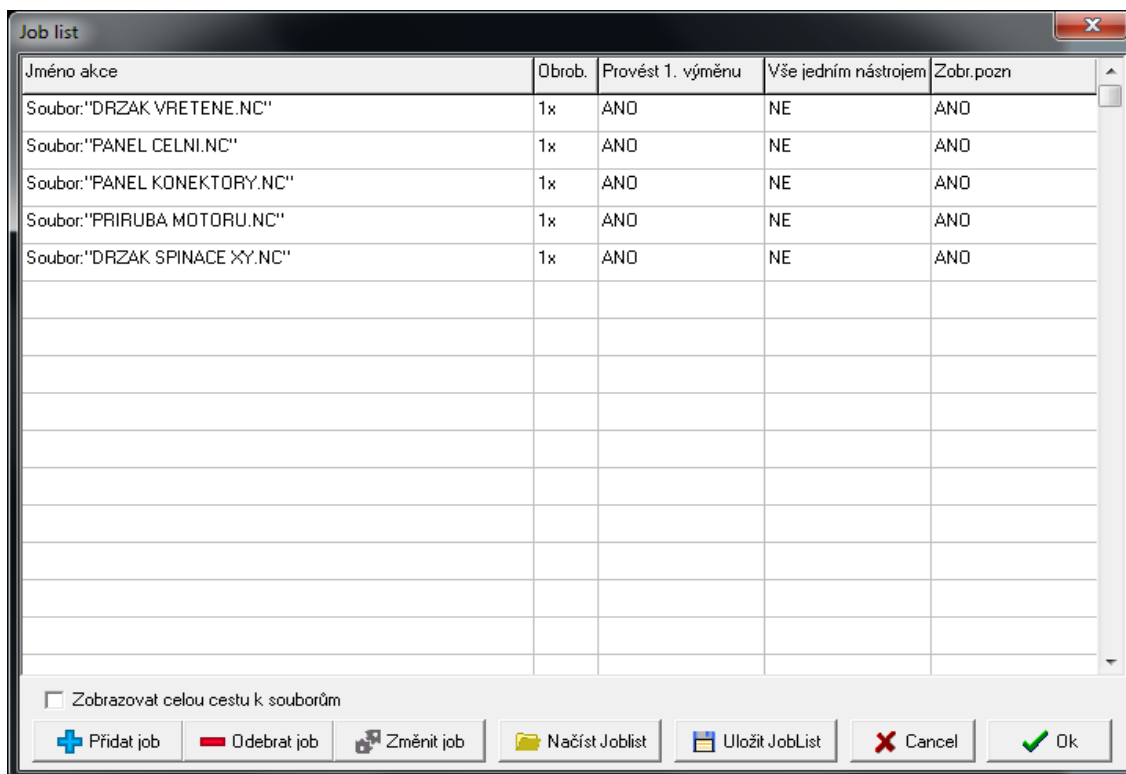 Job list
Jméno akce Obrob. Provést 1. výměnu Vše jedním nástrojem Zobr.pozn
Soubor:"DRZAK VRETENE.NC" 1x ANO NE ANO
Soubor:"PANEL CELNI.NC" 1x ANO NE ANO
Soubor:"PANEL KONEKTORY.NC" 1x ANO NE ANO
Soubor:"PRIRUBA MOTORU.NC" 1x ANO NE ANO
Soubor:"DRZAK SPINACE XY.NC" 1x ANO NE ANO
Zobrazovat celou cestu k souborům
Přidat job Odebrat job Změnit job Načíst Joblist Uložit JobList Cancel Ok